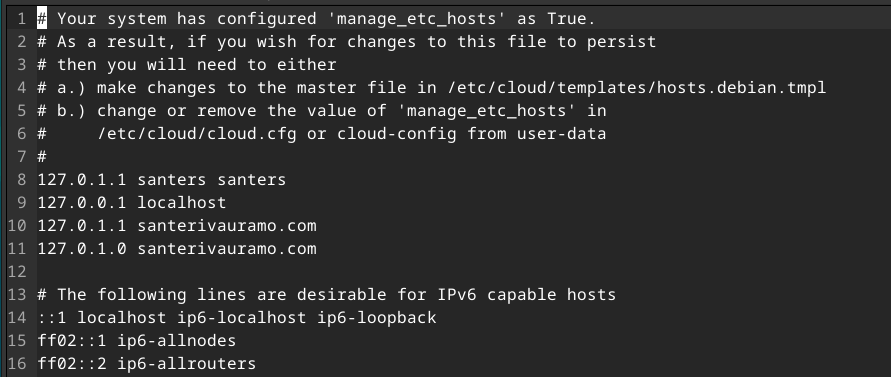 1 # Your system has configured 'manage_etc_hosts' as True.
2 # As a result, if you wish for changes to this file to persist
3 # then you will need to either
4 # a.) make changes to the master file in /etc/cloud/templates/hosts.debian.tmpl
5 # b.) change or remove the value of 'manage_etc_hosts' in
6 #     /etc/cloud/cloud.cfg or cloud-config from user-data
7 #
8 127.0.1.1 santers santers
9 127.0.0.1 localhost
10 127.0.1.1 santerivauramo.com
11 127.0.1.0 santerivauramo.com
12
13 # The following lines are desirable for IPv6 capable hosts
14 ::1 localhost ip6-localhost ip6-loopback
15 ff02::1 ip6-allnodes
16 ff02::2 ip6-allrouters